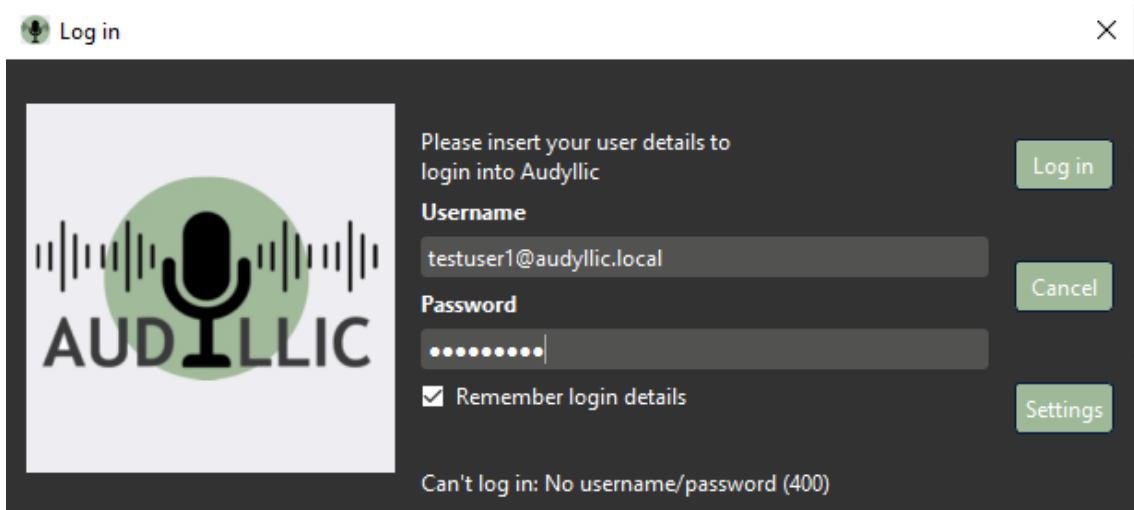 Log in
AUDYLLIC
Please insert your user details to
login into Audyllic
Username
testuser1@audyllic.local
Password
•••••••••
Remember login details
Can't log in: No username/password (400)
Log in
Cancel
Settings